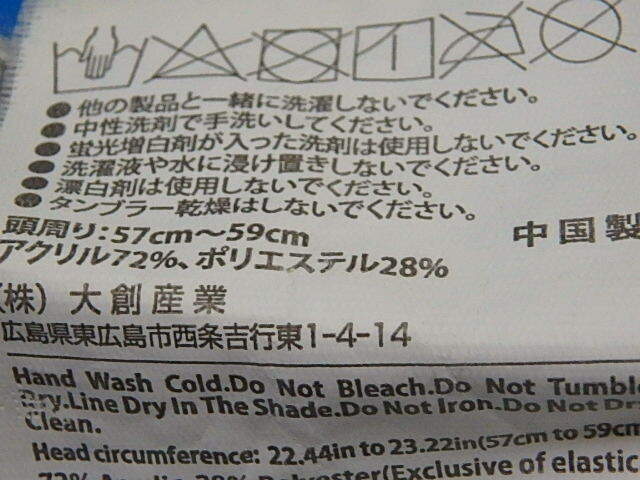 ●他の製品と一緒に洗濯しないでください。
●中性洗剤で手洗いしてください。
●蛍光増白剤が入った洗剤は使用しないでください。
●洗濯液や水に浸け置きしないでください。
●漂白剤は使用しないでください。
●タンブラー乾燥はしないでください。
頭周り:57cm～59cm
中国製
アクリル72%、ポリエステル28%
(株)大創産業
広島県東広島市西条吉行東1-4-14
Hand Wash Cold.Do Not Bleach.Do Not Tumble
Dry.Line Dry In The Shade.Do Not Iron.Do Not Dry
Clean.
Head circumference: 22.44in to 23.22in(57cm to 59cm
72% Acrylic 28% Polyester(Exclusive of elastic